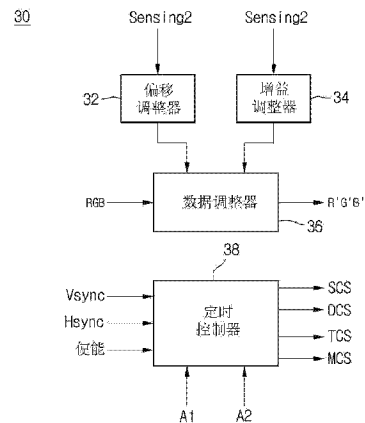 30
Sensing2
Sensing2
32
偏移
调整器
增益
调整器
34
RGB
数据调整器
R'G'B'
36
38
Vsync
Hsync
使能
定时
控制器
SCS
DCS
TCS
MCS
A1
A2